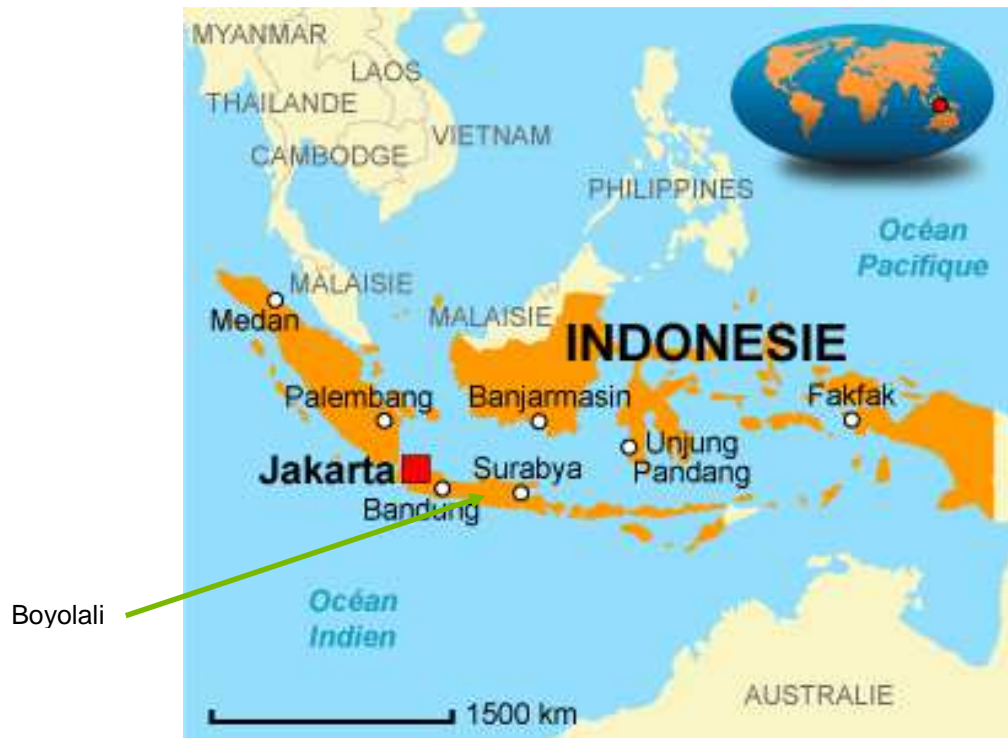 MYANMAR
LAOS
THAILANDE
VIETNAM
CAMBODGE
PHILIPPINES
Océan
Pacifique
MALAISIE
Medan
MALAISIE
INDONESIE
Palembang
Banjarmasin
Fakfak
Unjung
Pandang
Jakarta
Surabya
Bandung
Boyolali
Océan
Indien
AUSTRALIE
1500 km